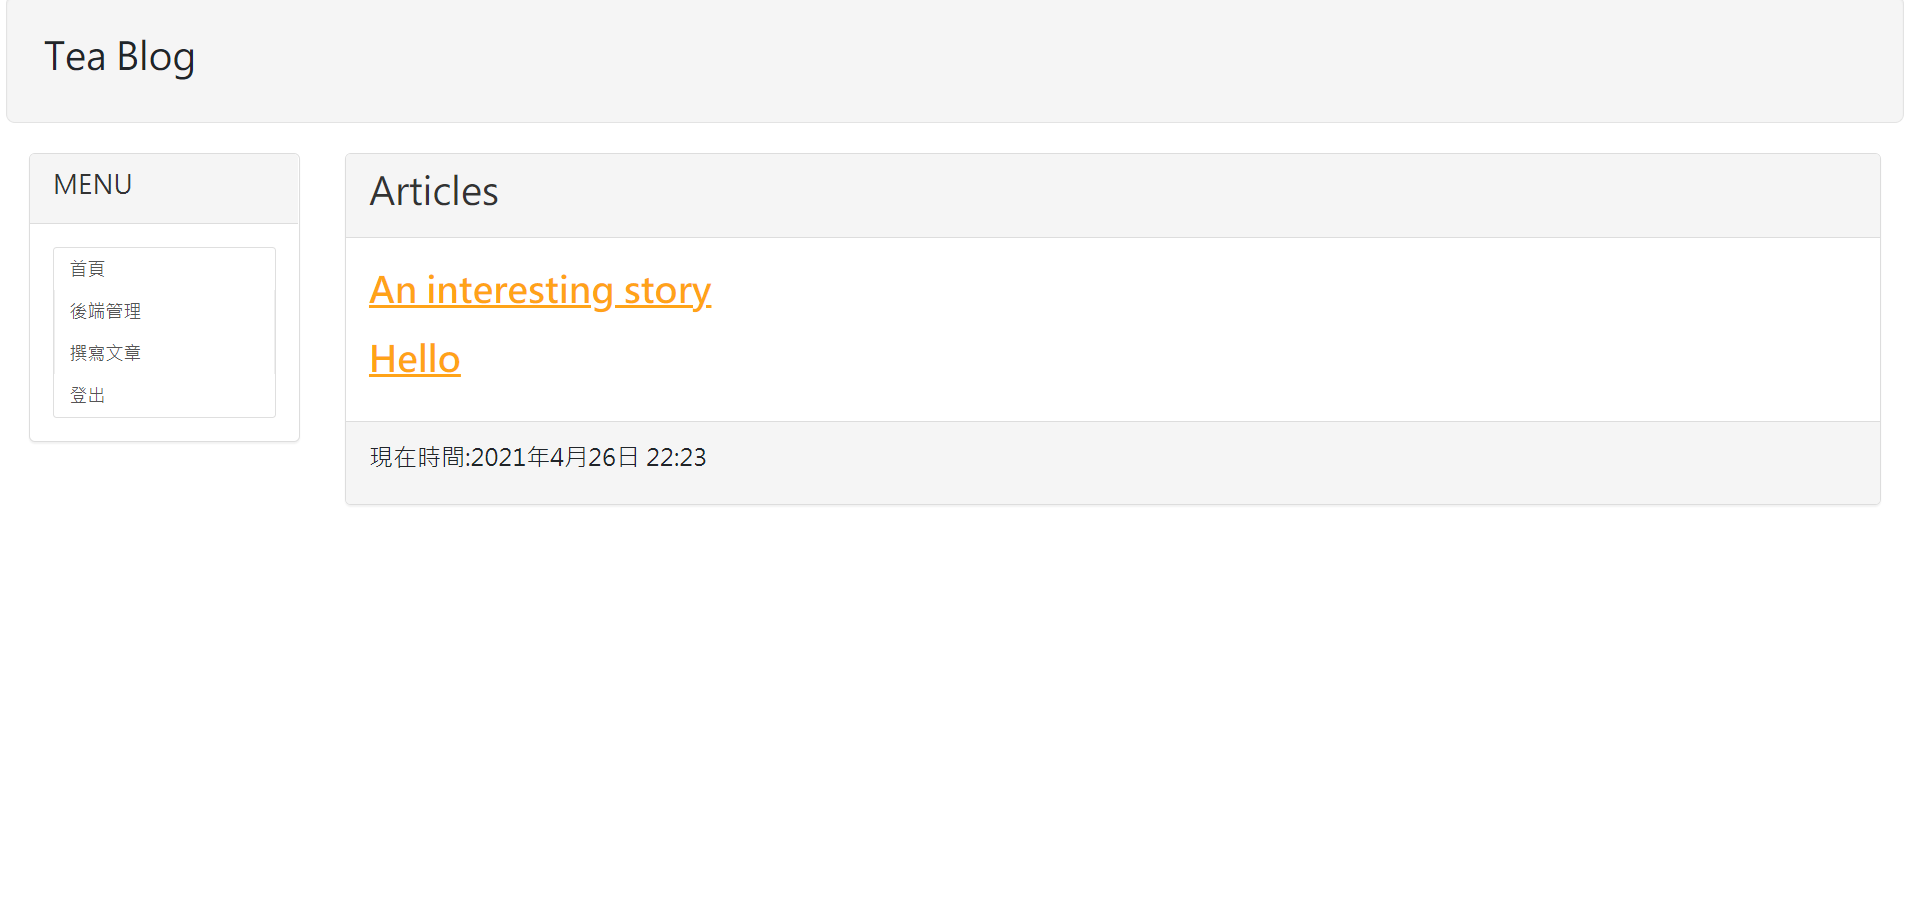 Tea Blog
MENU
首頁
後端管理
撰寫文章
登出
Articles
An interesting story
Hello
現在時間:2021年4月26日 22:23